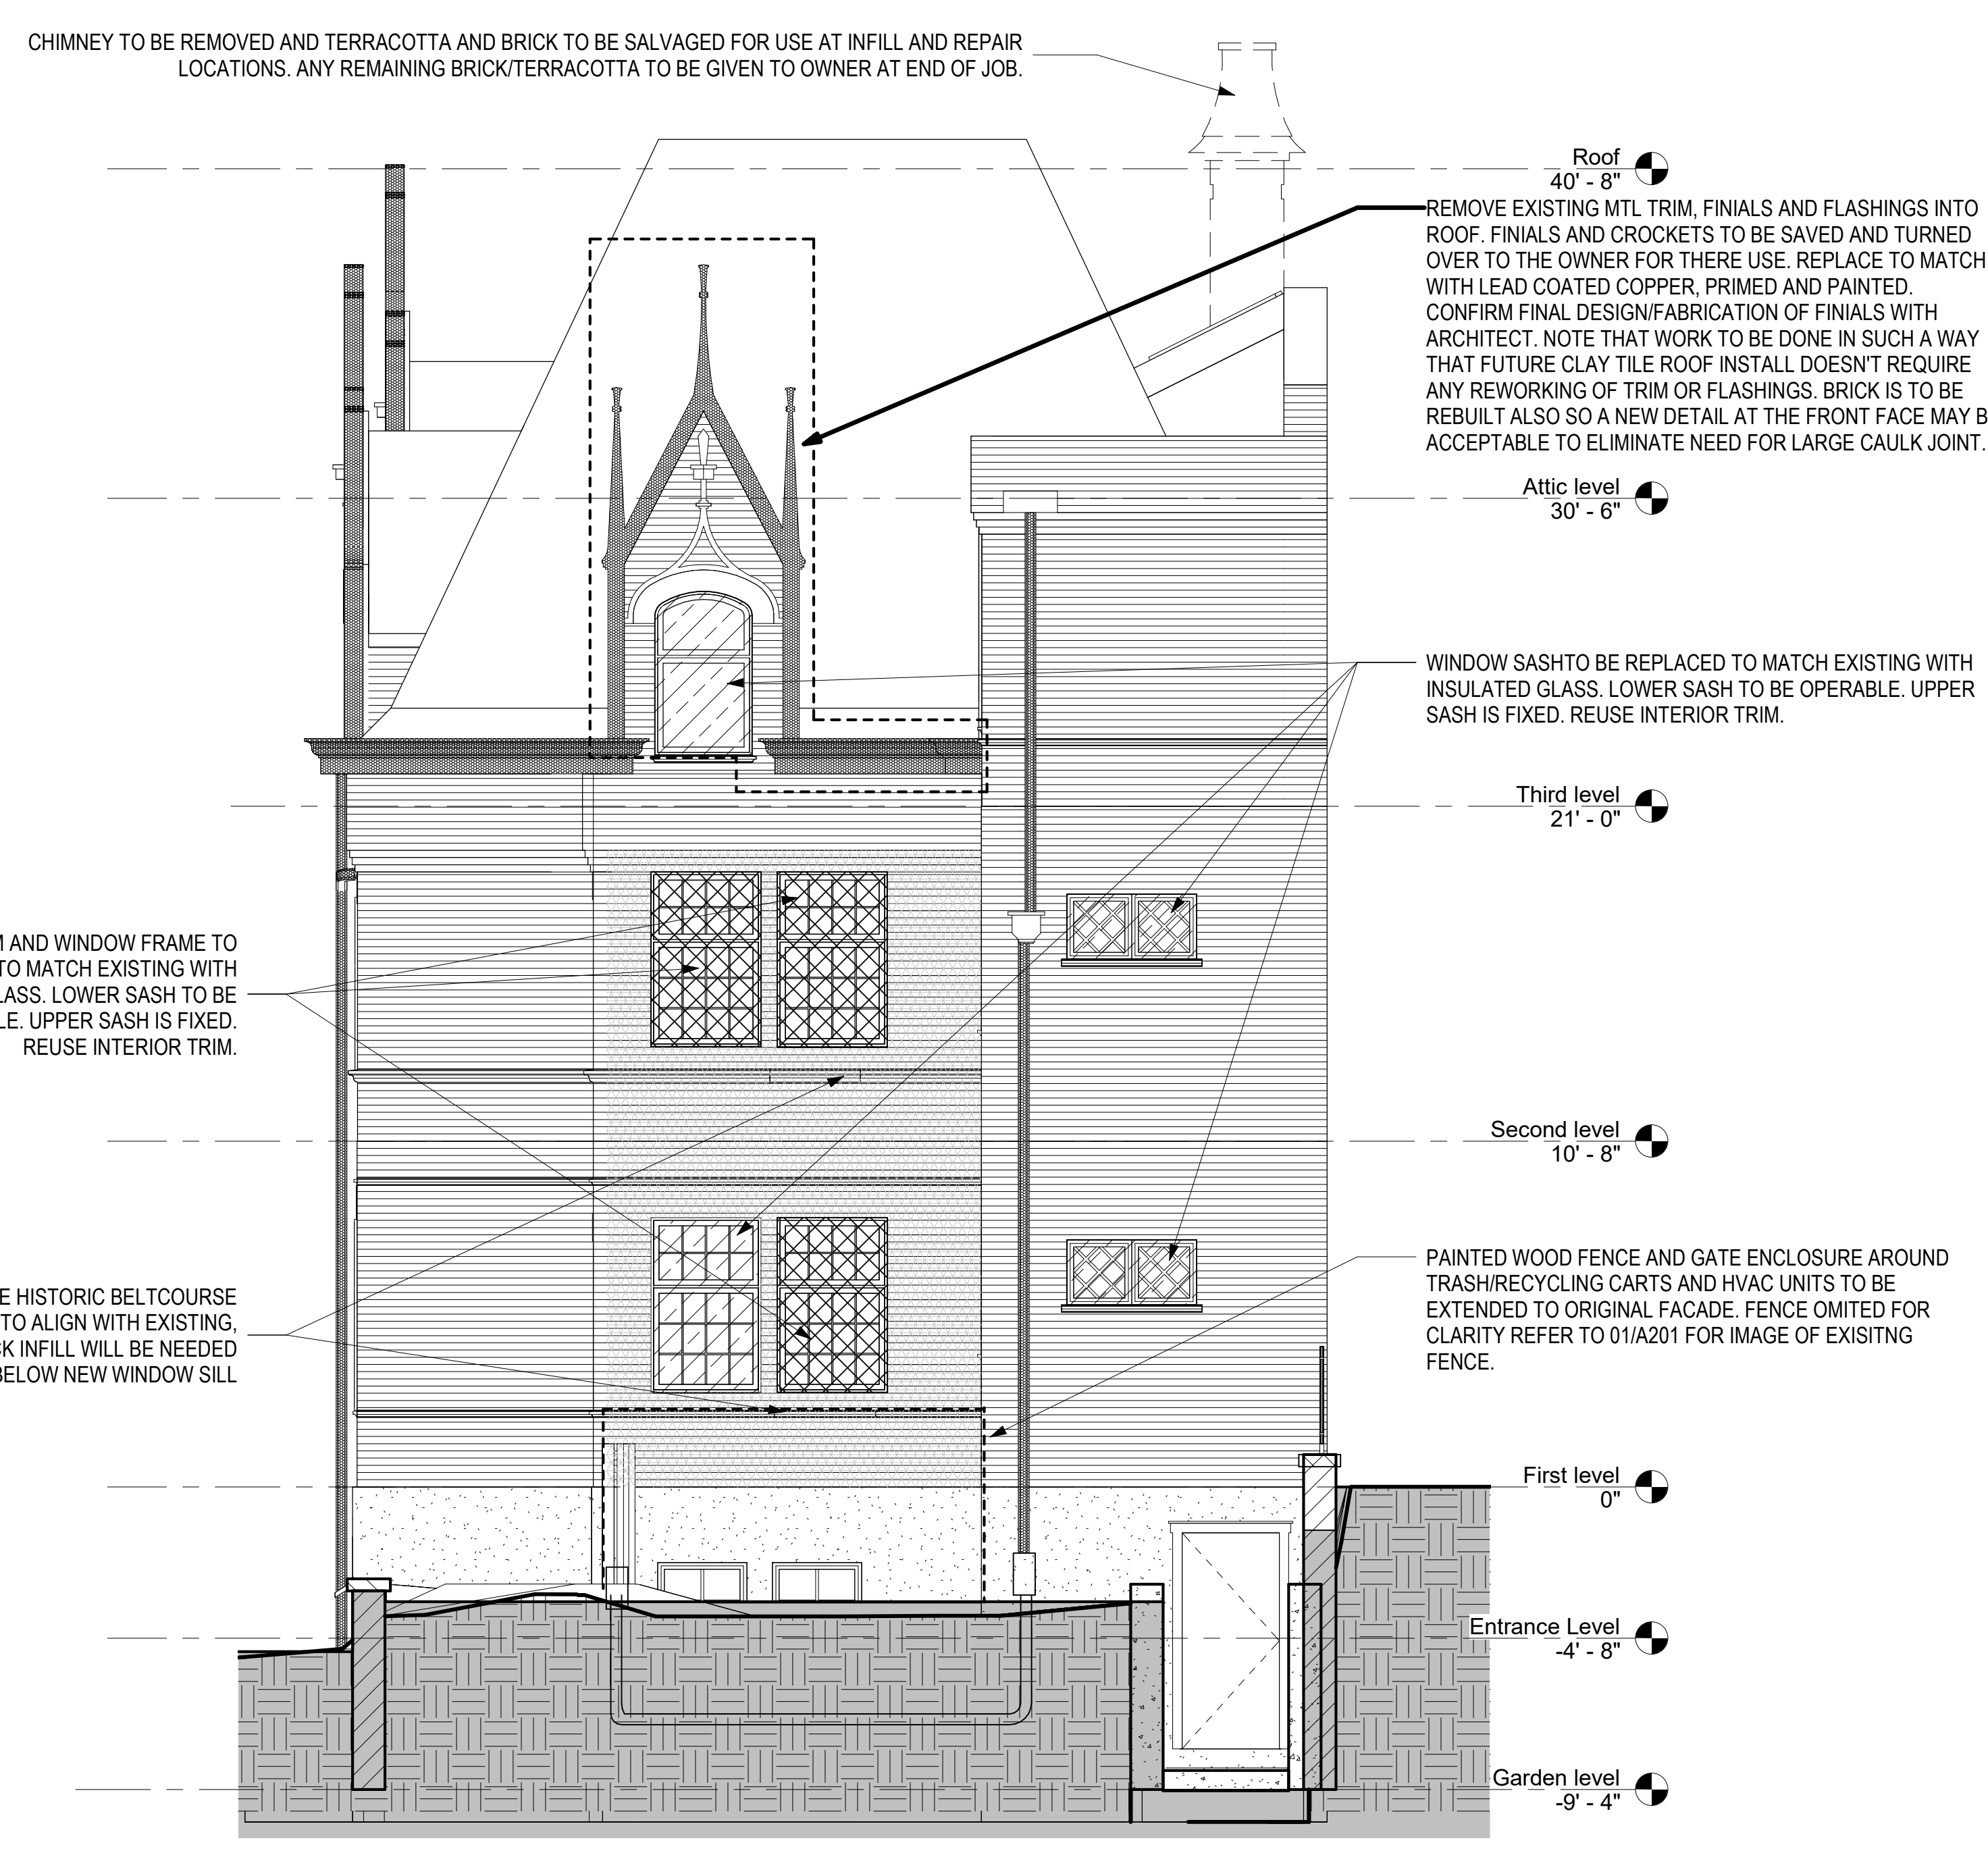 CHIMNEY TO BE REMOVED AND TERRACOTTA AND BRICK TO BE SALVAGED FOR USE AT INFILL AND REPAIR
LOCATIONS. ANY REMAINING BRICK/TERRACOTTA TO BE GIVEN TO OWNER AT END OF JOB.
Roof
40' - 8"
REMOVE EXISTING MTL TRIM, FINIALS AND FLASHINGS INTO
ROOF. FINIALS AND CROCKETS TO BE SAVED AND TURNED
OVER TO THE OWNER FOR THERE USE. REPLACE TO MATCH
WITH LEAD COATED COPPER, PRIMED AND PAINTED.
CONFIRM FINAL DESIGN/FABRICATION OF FINIALS WITH
ARCHITECT. NOTE THAT WORK TO BE DONE IN SUCH A WAY
THAT FUTURE CLAY TILE ROOF INSTALL DOESN'T REQUIRE
ANY REWORKING OF TRIM OR FLASHINGS. BRICK IS TO BE
REBUILT ALSO SO A NEW DETAIL AT THE FRONT FACE MAY B
ACCEPTABLE TO ELIMINATE NEED FOR LARGE CAULK JOINT.
Attic level
30' - 6"
WINDOW SASHTO BE REPLACED TO MATCH EXISTING WITH
INSULATED GLASS. LOWER SASH TO BE OPERABLE. UPPER
SASH IS FIXED. REUSE INTERIOR TRIM.
Third level
21' - 0"
M AND WINDOW FRAME TO
TO MATCH EXISTING WITH
LASS. LOWER SASH TO BE
LE. UPPER SASH IS FIXED.
REUSE INTERIOR TRIM.
Second level
10' - 8"
E HISTORIC BELTCOURSE
TO ALIGN WITH EXISTING,
CK INFILL WILL BE NEEDED
BELOW NEW WINDOW SILL
PAINTED WOOD FENCE AND GATE ENCLOSURE AROUND
TRASH/RECYCLING CARTS AND HVAC UNITS TO BE
EXTENDED TO ORIGINAL FACADE. FENCE OMITED FOR
CLARITY REFER TO 01/A201 FOR IMAGE OF EXISITNG
FENCE.
First level
0"
Entrance Level
-4' - 8"
Garden level
-9' - 4"